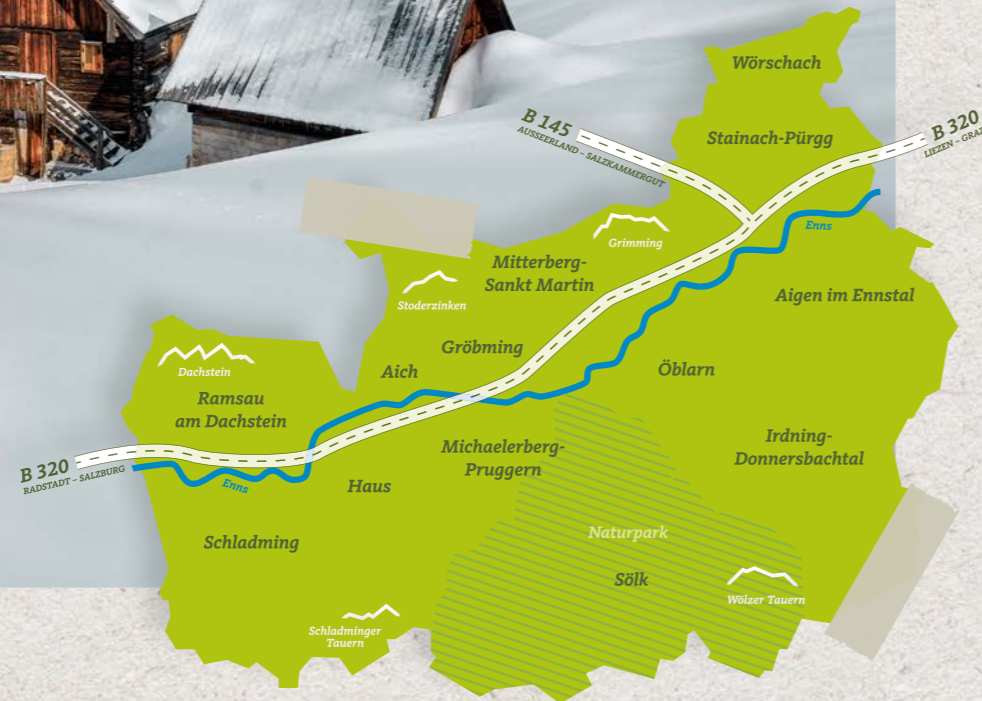 Wörschach
B 145
AUSSEERLAND – SALZKAMMERGUT
Stainach-Pürgg
B 320
LIEZEN – GRAZ
Enns
Grimming
Mitterberg-
Sankt Martin
Stoderzinken
Aigen im Ennstal
Gröbming
Dachstein
Aich
Öblarn
Ramsau
am Dachstein
Michaelerberg-
Pruggern
Irdning-
Donnersbachtal
B 320
RADSTADT – SALZBURG
Enns
Haus
Schladming
Naturpark
Sölk
Wölzer Tauern
Schladminger
Tauern